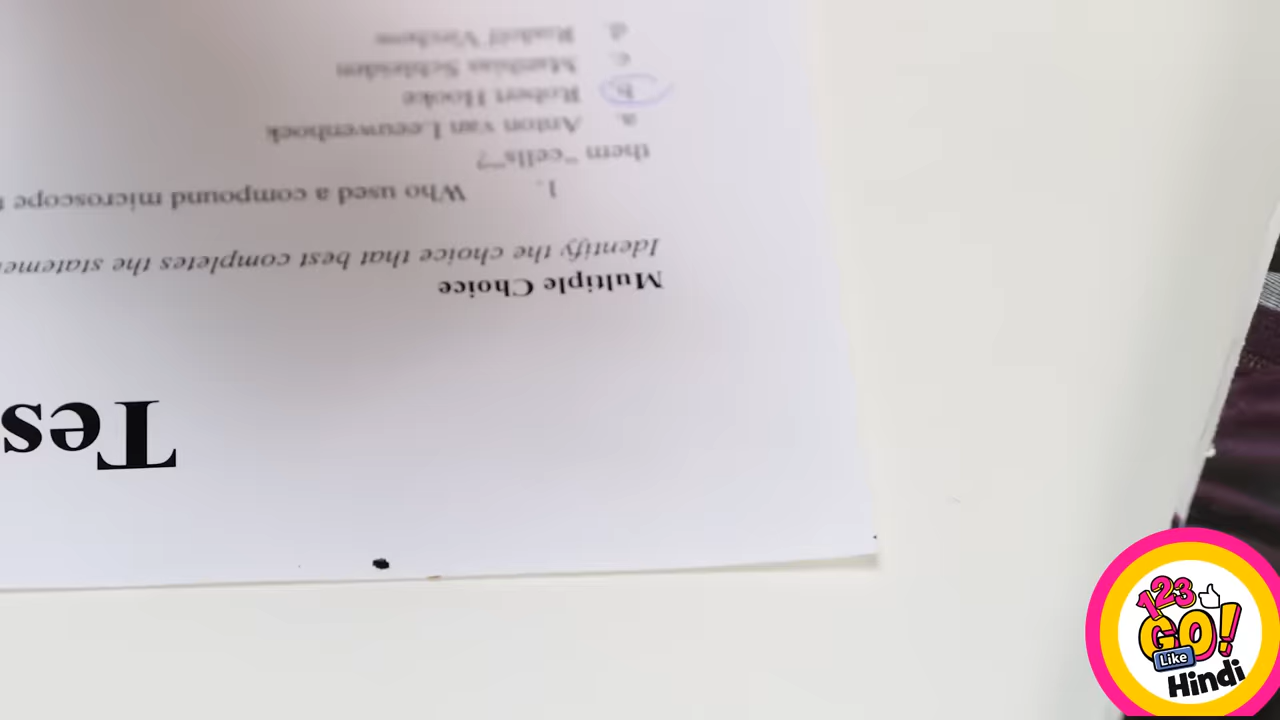 Tes
Multiple Choice
Identify the choice that best completes the
1. Who used a compound microscope
them "cells"?
a. Anton van Leeuwenhoek
b. Robert Hooke
c. Matthias Schleiden
d. Rudolf Virchow
123
GO!
Like
Hindi